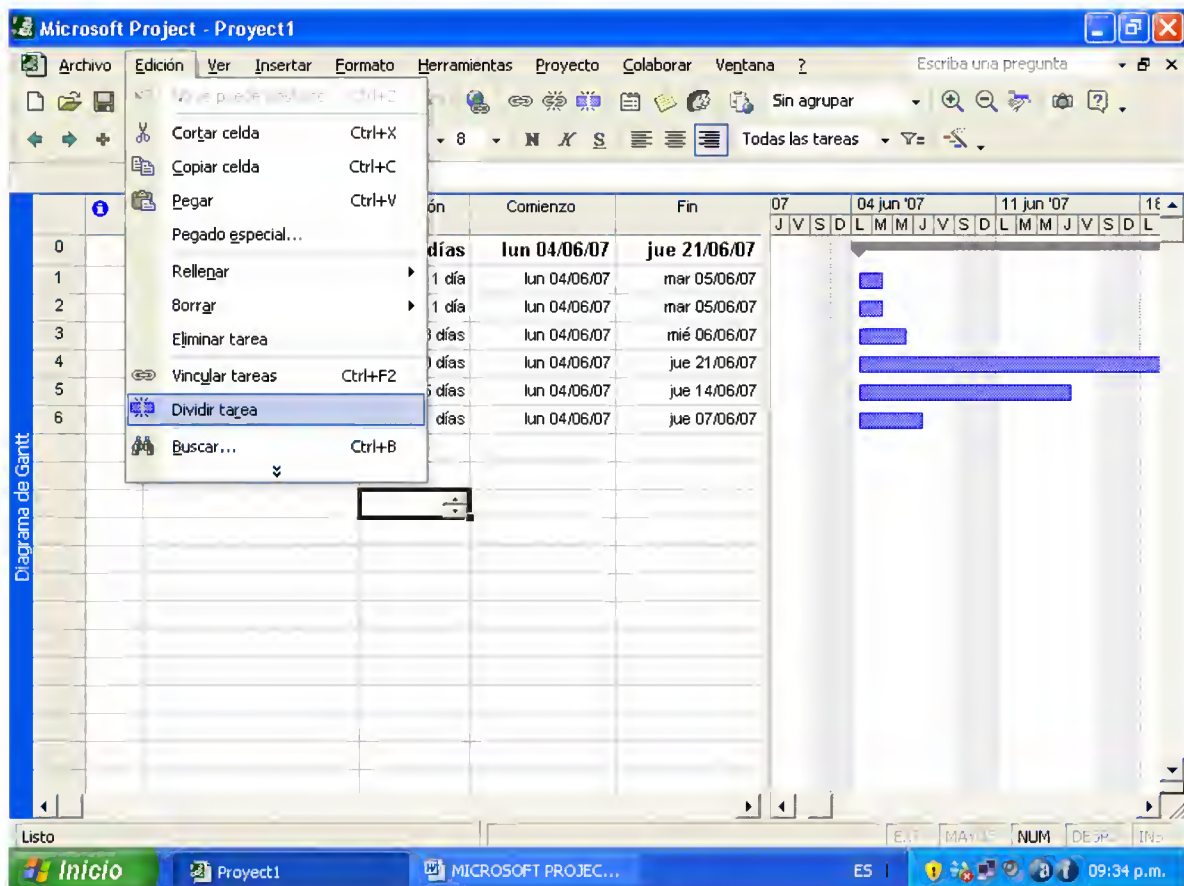 Microsoft Project - Proyect1
Archivo Edición Ver Insertar Formato Herramientas Proyecto Colaborar Ventana ? Escriba una pregunta
Sin agrupar
8 N K S Todas las tareas
Cortar celda Ctrl+X
Copiar celda Ctrl+C
Pegar Ctrl+V
Pegado especial...
Rellenar
Borrar
Eliminar tarea
Vincular tareas Ctrl+F2
Dividir tarea
Buscar... Ctrl+B
ón Comienzo Fin 07 04 jun '07 11 jun '07 18
J V S D L M M J V S D L M M J V S D L
0 días lun 04/06/07 jue 21/06/07
1 1 día lun 04/06/07 mar 05/06/07
2 1 día lun 04/06/07 mar 05/06/07
3 días lun 04/06/07 mié 06/06/07
4 días lun 04/06/07 jue 21/06/07
5 días lun 04/06/07 jue 14/06/07
6 días lun 04/06/07 jue 07/06/07
Diagrama de Gantt
Listo NUM
Inicio Proyect1 MICROSOFT PROJEC... ES 09:34 p.m.